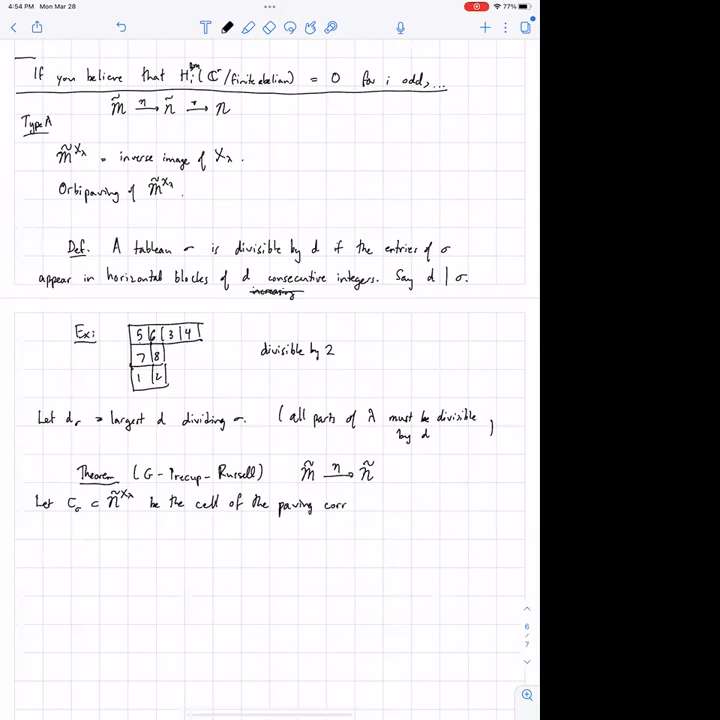 4:54 PM Mon Mar 28
77%
If you believe that H_i^{BM}(ℂ^r/finite abelian) = 0 for i odd,...
m̃ →^η ñ → n
Type A
m̃^{X_λ} = inverse image of X_λ.
Orbipaving of m̃^{X_λ}.
Def. A tableau σ is divisible by d if the entries of σ
appear in horizontal blocks of d consecutive integers. Say d | σ.
increasing
Ex:
5 6 3 4
7 8
1 2
divisible by 2
Let d_σ = largest d dividing σ. (all parts of λ must be divisible by d)
Theorem (G-Precup-Russell) m̃ →^η ñ
Let C_σ ⊂ ñ^{X_λ} be the cell of the paving corr
6
/
7